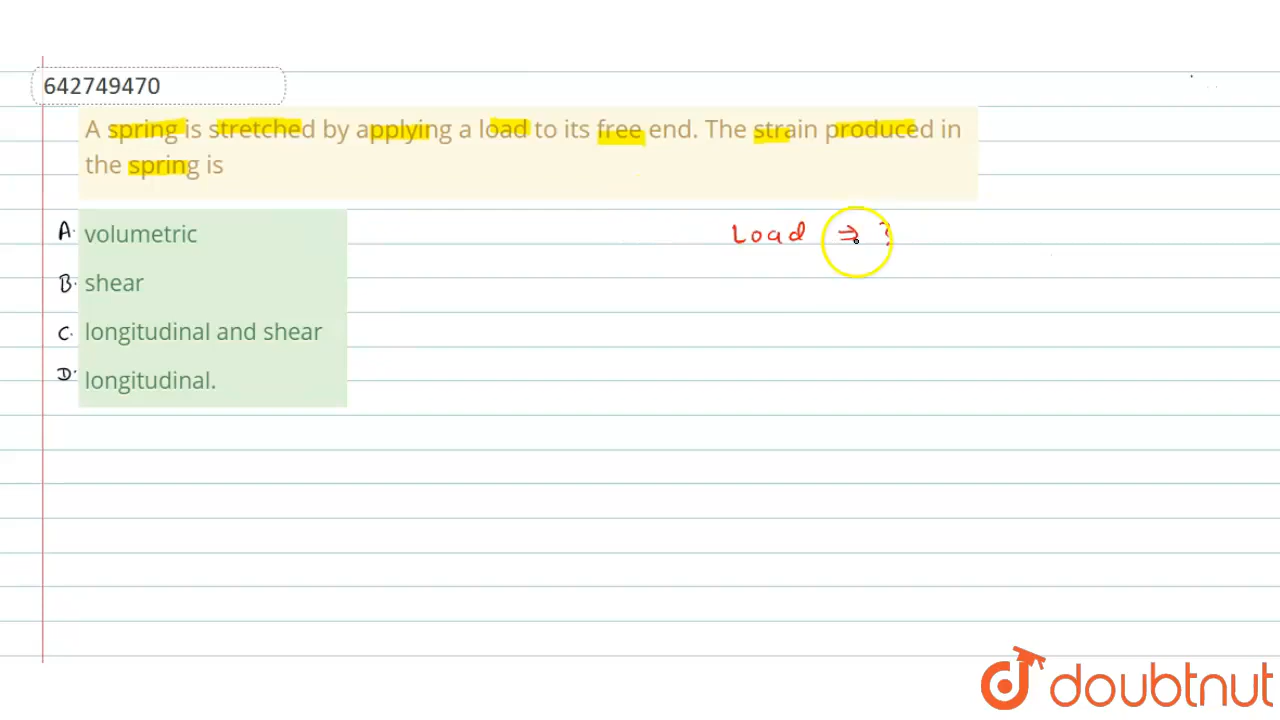 642749470
A spring is stretched by applying a load to its free end. The strain produced in
the spring is
A. volumetric
Load ⇒ ?
B. shear
C. longitudinal and shear
D. longitudinal.
doubtnut